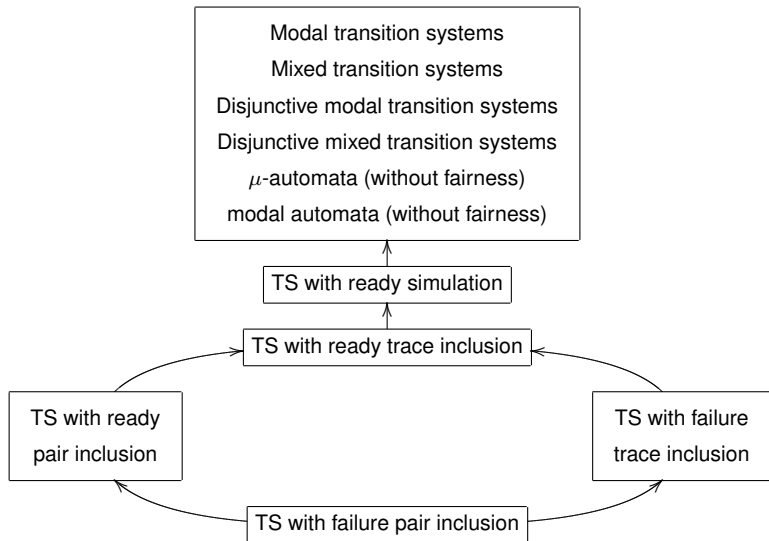 Modal transition systems
Mixed transition systems
Disjunctive modal transition systems
Disjunctive mixed transition systems
μ-automata (without fairness)
modal automata (without fairness)
TS with ready simulation
TS with ready trace inclusion
TS with ready
pair inclusion
TS with failure
trace inclusion
TS with failure pair inclusion